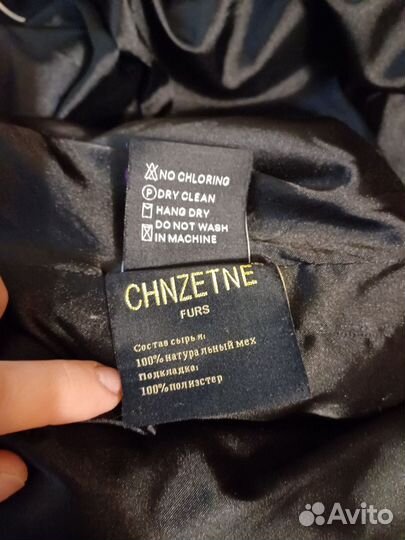 NO CHLORING
DRY CLEAN
HANG DRY
DO NOT WASH
IN MACHINE
CHNZETNE
FURS
Состав сырья:
100%натуральный мех
Подкладка:
100%полиэстер
Avito